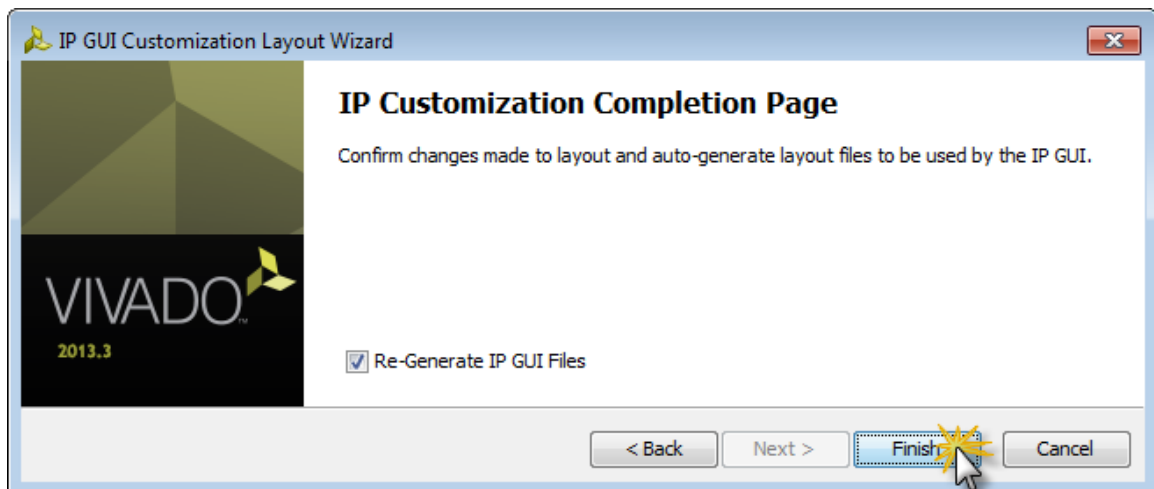 IP GUI Customization Layout Wizard
IP Customization Completion Page
Confirm changes made to layout and auto-generate layout files to be used by the IP GUI.
VIVADO™
2013.3
Re-Generate IP GUI Files
< Back
Next >
Finish
Cancel